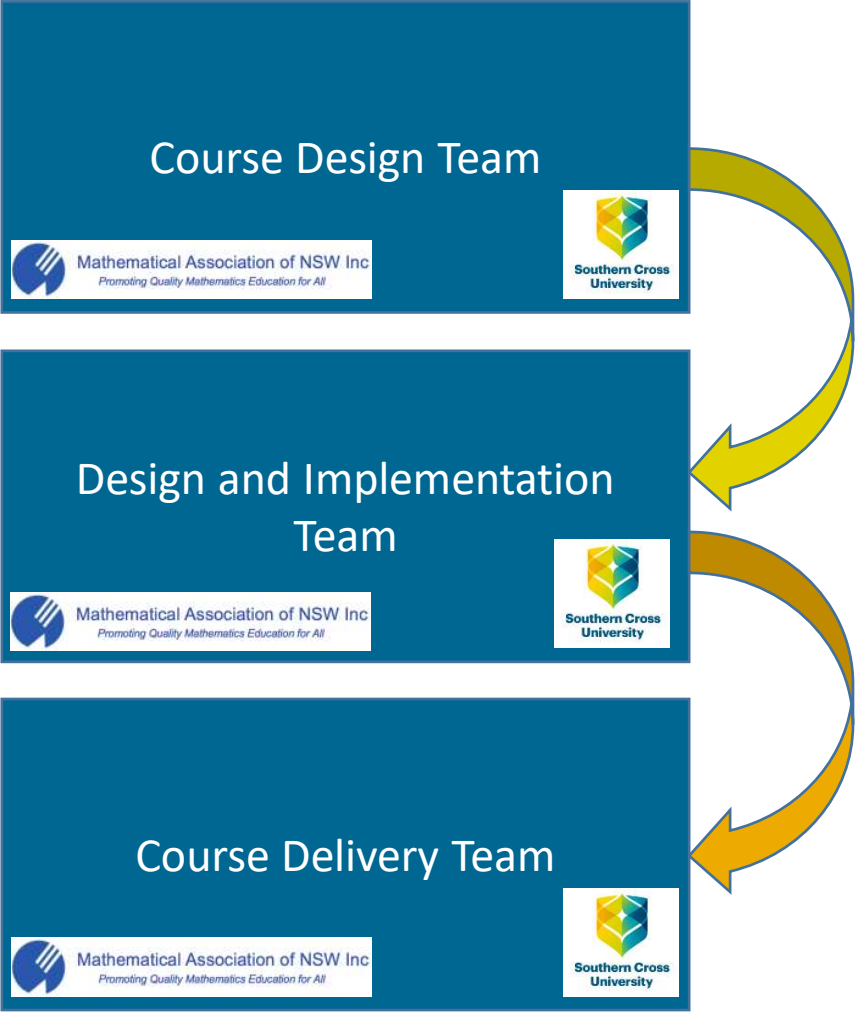 Course Design Team
Mathematical Association of NSW Inc
Promoting Quality Mathematics Education for All
Southern Cross
University
Design and Implementation
Team
Mathematical Association of NSW Inc
Promoting Quality Mathematics Education for All
Southern Cross
University
Course Delivery Team
Mathematical Association of NSW Inc
Promoting Quality Mathematics Education for All
Southern Cross
University